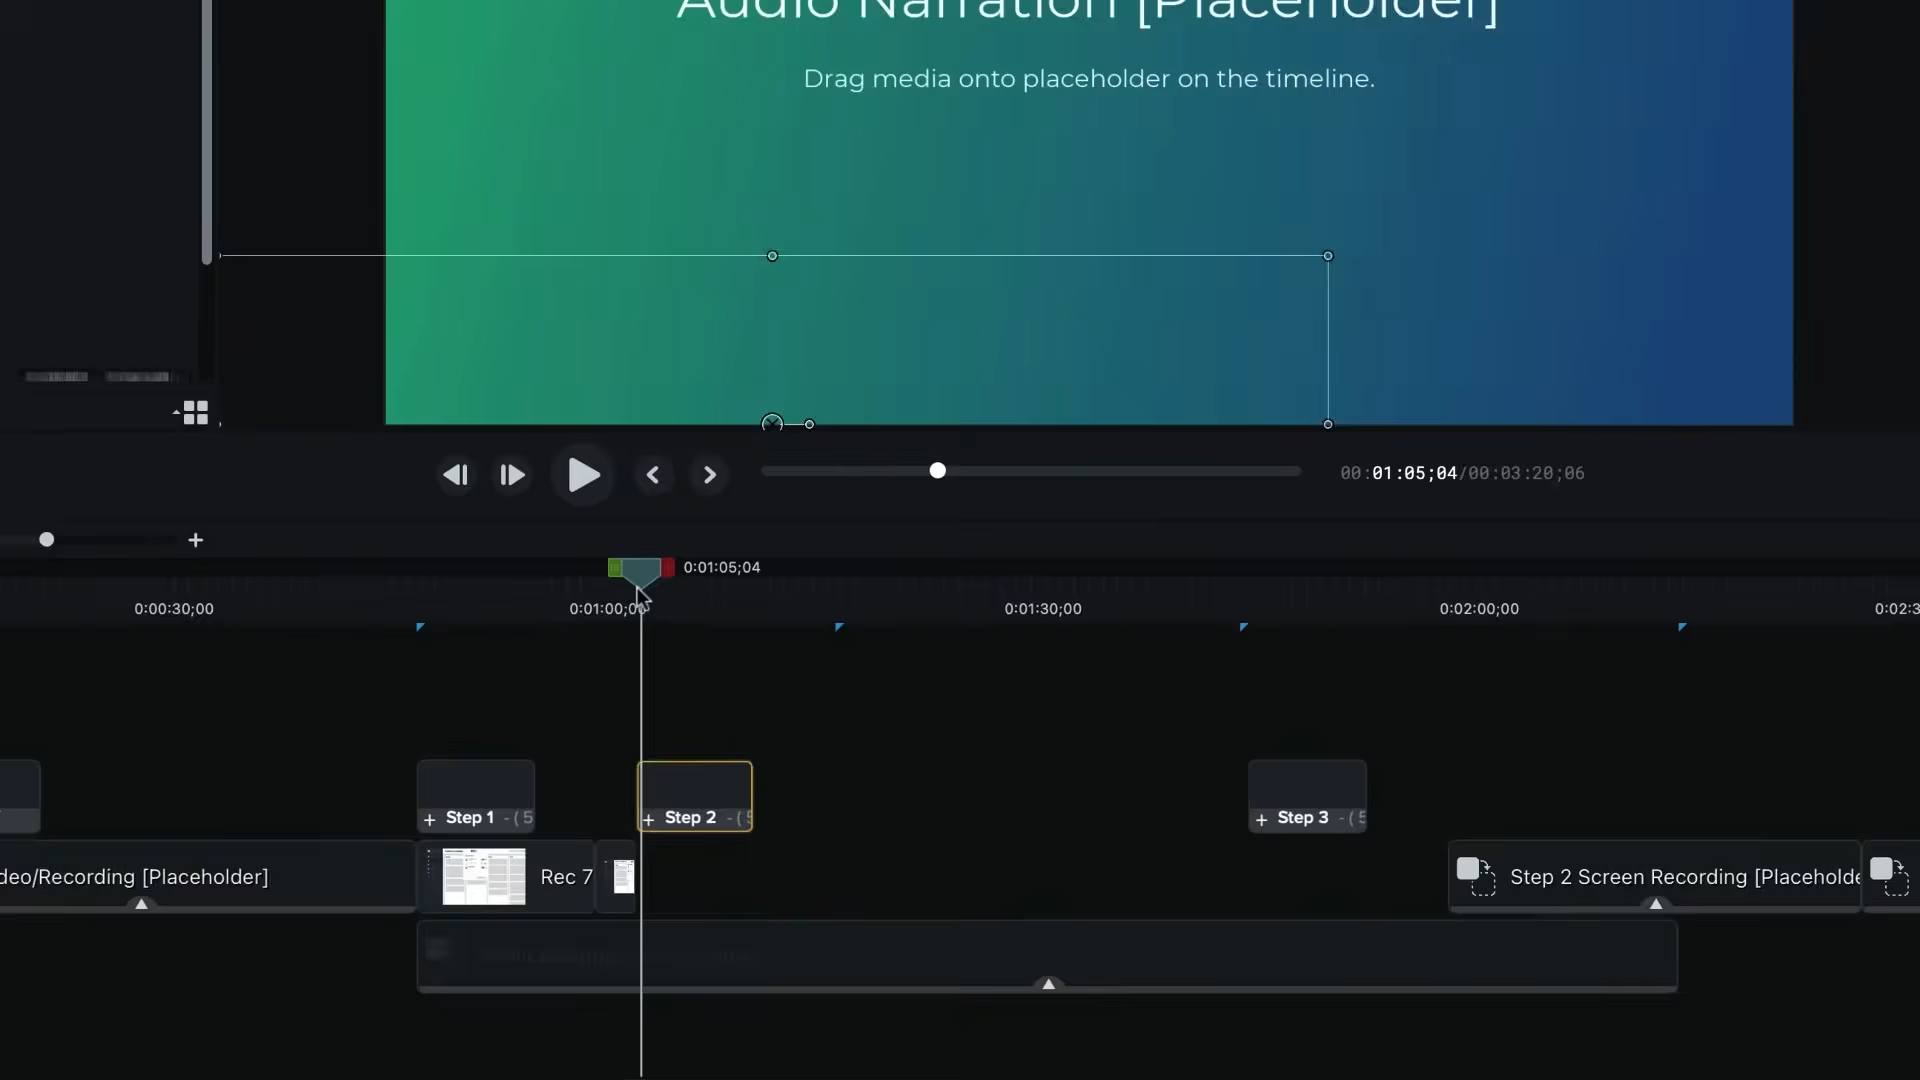 Audio Narration [Placeholder]
Drag media onto placeholder on the timeline.
00:01:05;04/00:03:20;06
0:01:05;04
0:00:30;00
0:01:00;0
0:01:30;00
0:02:00;00
0:02:3
+ Step 1 - ( 5
+ Step 2 - ( 5
+ Step 3 - ( 5
deo/Recording [Placeholder]
Rec 7
Step 2 Screen Recording [Placeholde